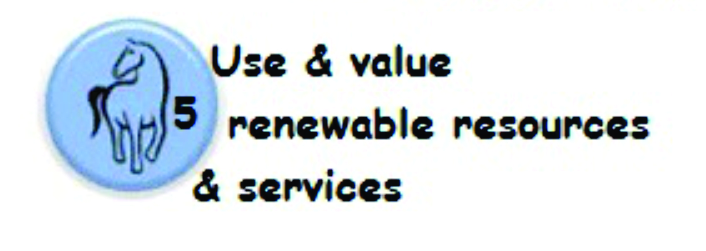 Use & value
5 renewable resources
& services